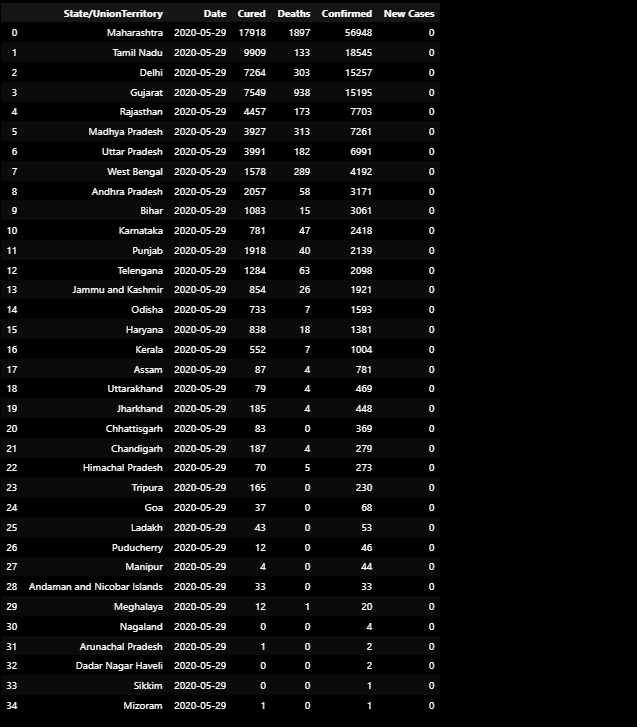 State/UnionTerritory Date Cured Deaths Confirmed New Cases
0 Maharashtra 2020-05-29 17918 1897 56948 0
1 Tamil Nadu 2020-05-29 9909 133 18545 0
2 Delhi 2020-05-29 7264 303 15257 0
3 Gujarat 2020-05-29 7549 938 15195 0
4 Rajasthan 2020-05-29 4457 173 7703 0
5 Madhya Pradesh 2020-05-29 3927 313 7261 0
6 Uttar Pradesh 2020-05-29 3991 182 6991 0
7 West Bengal 2020-05-29 1578 289 4192 0
8 Andhra Pradesh 2020-05-29 2057 58 3171 0
9 Bihar 2020-05-29 1083 15 3061 0
10 Karnataka 2020-05-29 781 47 2418 0
11 Punjab 2020-05-29 1918 40 2139 0
12 Telengana 2020-05-29 1284 63 2098 0
13 Jammu and Kashmir 2020-05-29 854 26 1921 0
14 Odisha 2020-05-29 733 7 1593 0
15 Haryana 2020-05-29 838 18 1381 0
16 Kerala 2020-05-29 552 7 1004 0
17 Assam 2020-05-29 87 4 781 0
18 Uttarakhand 2020-05-29 79 4 469 0
19 Jharkhand 2020-05-29 185 4 448 0
20 Chhattisgarh 2020-05-29 83 0 369 0
21 Chandigarh 2020-05-29 187 4 279 0
22 Himachal Pradesh 2020-05-29 70 5 273 0
23 Tripura 2020-05-29 165 0 230 0
24 Goa 2020-05-29 37 0 68 0
25 Ladakh 2020-05-29 43 0 53 0
26 Puducherry 2020-05-29 12 0 46 0
27 Manipur 2020-05-29 4 0 44 0
28 Andaman and Nicobar Islands 2020-05-29 33 0 33 0
29 Meghalaya 2020-05-29 12 1 20 0
30 Nagaland 2020-05-29 0 0 4 0
31 Arunachal Pradesh 2020-05-29 1 0 2 0
32 Dadar Nagar Haveli 2020-05-29 0 0 2 0
33 Sikkim 2020-05-29 0 0 1 0
34 Mizoram 2020-05-29 1 0 1 0